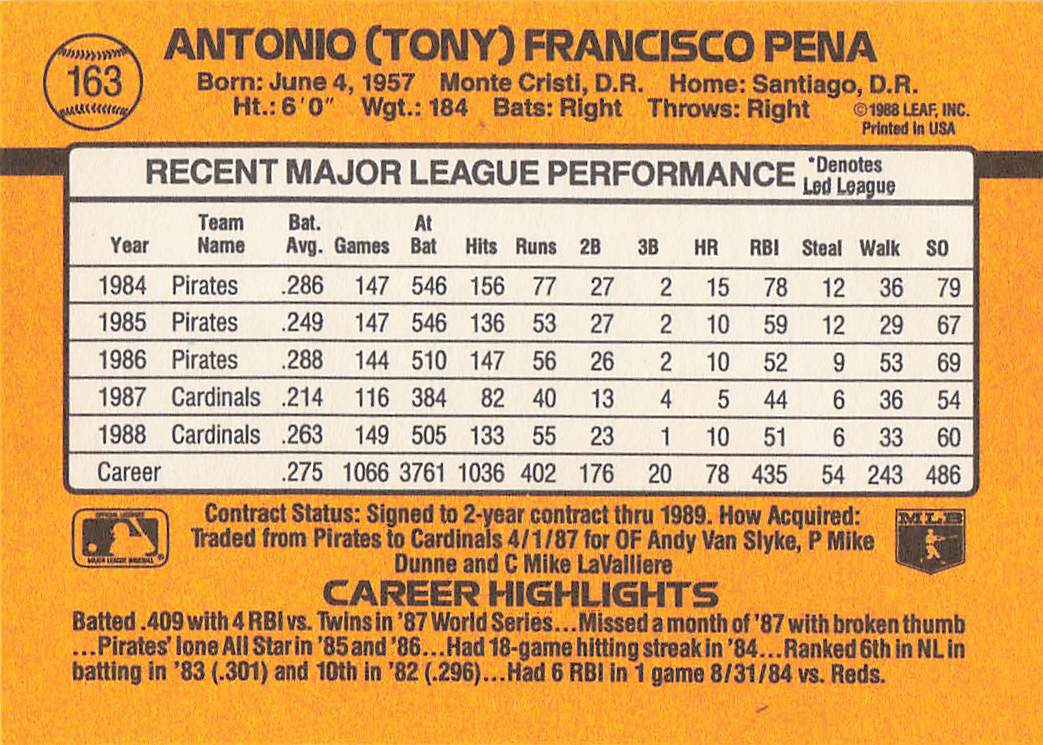 ANTONIO (TONY) FRANCISCO PENA
163
Born: June 4, 1957 Monte Cristi, D.R. Home: Santiago, D.R.
Ht.: 6'0" Wgt.: 184 Bats: Right Throws: Right
©1988 LEAF, INC.
Printed in USA
RECENT MAJOR LEAGUE PERFORMANCE *Denotes
Led League
Year Team Name Bat. Avg. Games At Bat Hits Runs 2B 3B HR RBI Steal Walk SO
1984 Pirates .286 147 546 156 77 27 2 15 78 12 36 79
1985 Pirates .249 147 546 136 53 27 2 10 59 12 29 67
1986 Pirates .288 144 510 147 56 26 2 10 52 9 53 69
1987 Cardinals .214 116 384 82 40 13 4 5 44 6 36 54
1988 Cardinals .263 149 505 133 55 23 1 10 51 6 33 60
Career .275 1066 3761 1036 402 176 20 78 435 54 243 486
Contract Status: Signed to 2-year contract thru 1989. How Acquired:
Traded from Pirates to Cardinals 4/1/87 for OF Andy Van Slyke, P Mike
Dunne and C Mike LaValliere
MAJOR LEAGUE BASEBALL
MLB
CAREER HIGHLIGHTS
Batted .409 with 4 RBI vs. Twins in '87 World Series...Missed a month of '87 with broken thumb
...Pirates' lone All Star in '85 and '86...Had 18-game hitting streak in '84...Ranked 6th in NL in
batting in '83 (.301) and 10th in '82 (.296)...Had 6 RBI in 1 game 8/31/84 vs. Reds.